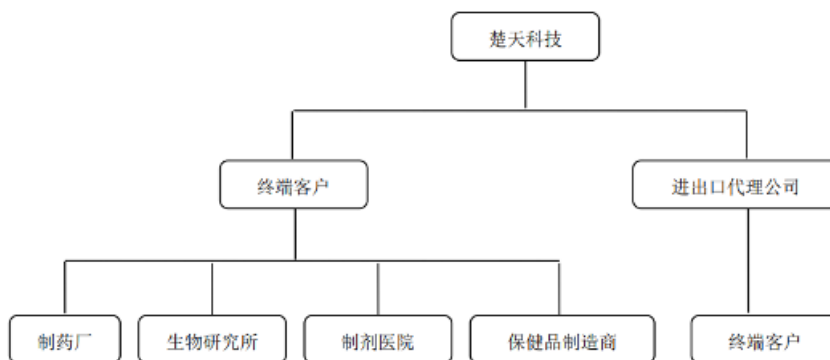 楚天科技
终端客户
进出口代理公司
制药厂
生物研究所
制剂医院
保健品制造商
终端客户